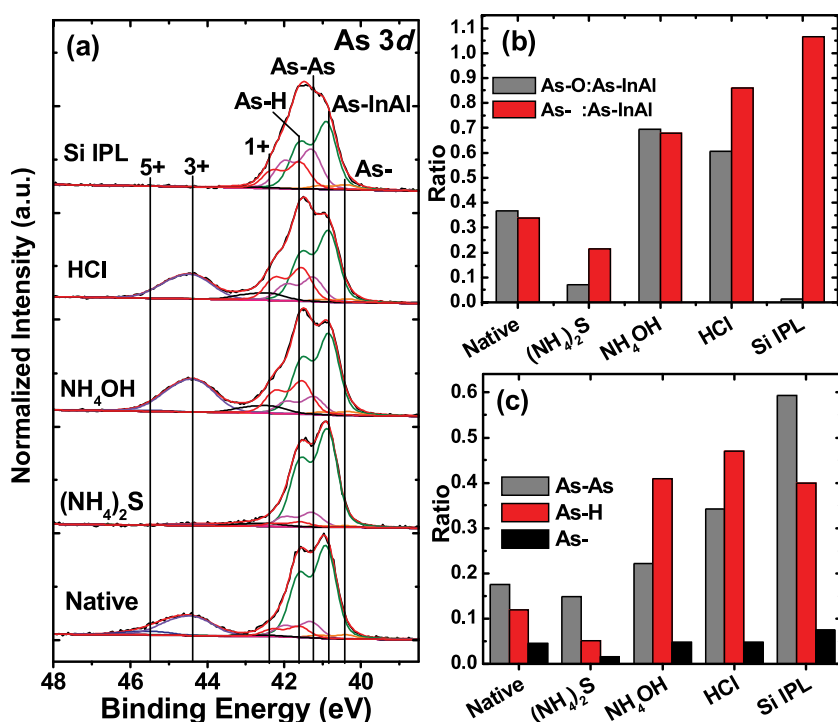 (a)
As 3d
As-As
As-H
As-InAl
1+
As-
5+
3+
Si IPL
HCl
NH4OH
(NH4)2S
Native
Normalized Intensity (a.u.)
48 46 44 42 40
Binding Energy (eV)
(b)
As-O:As-InAl
As- :As-InAl
Ratio
1.1
1.0
0.9
0.8
0.7
0.6
0.5
0.4
0.3
0.2
0.1
0.0
Native (NH4)2S NH4OH HCl Si IPL
(c)
As-As
As-H
As-
Ratio
0.6
0.5
0.4
0.3
0.2
0.1
0.0
Native (NH4)2S NH4OH HCl Si IPL